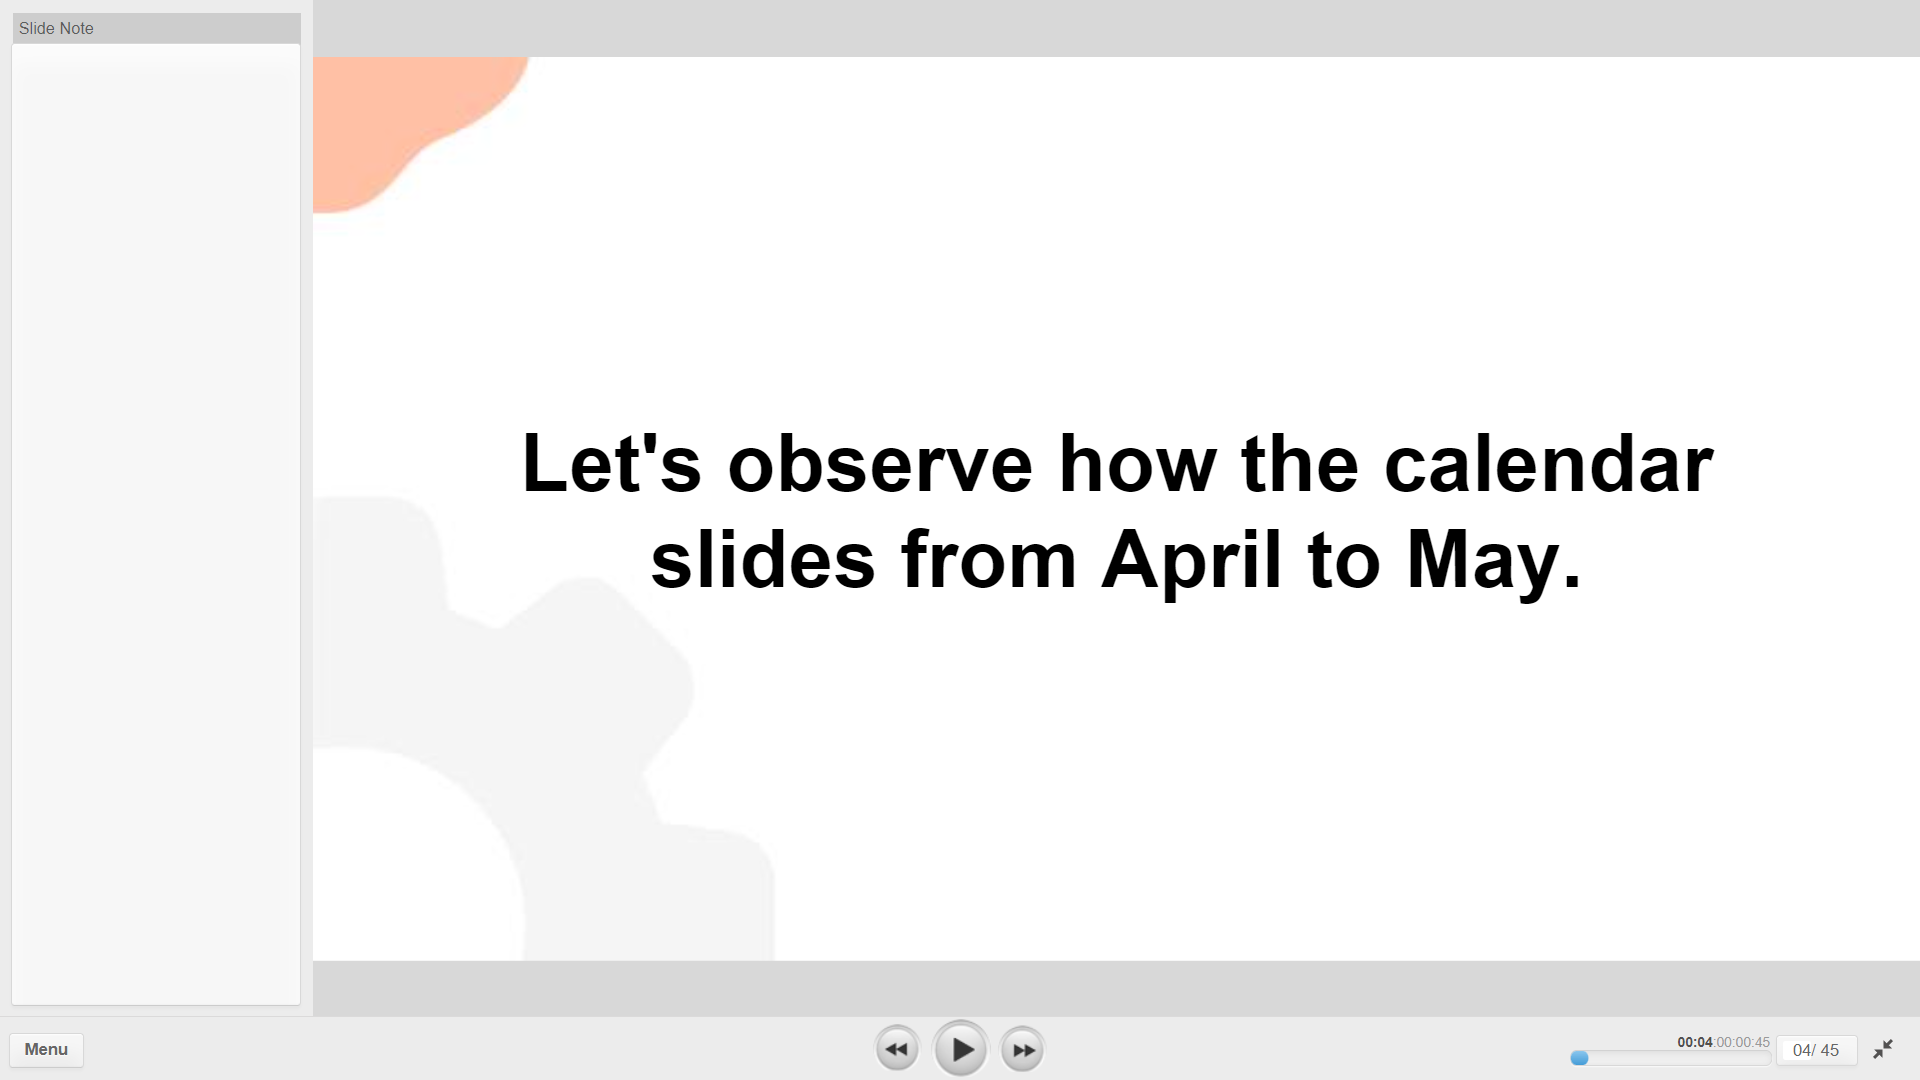 Slide Note
Let's observe how the calendar
slides from April to May.
Menu
00:04:00:00:45
04/ 45